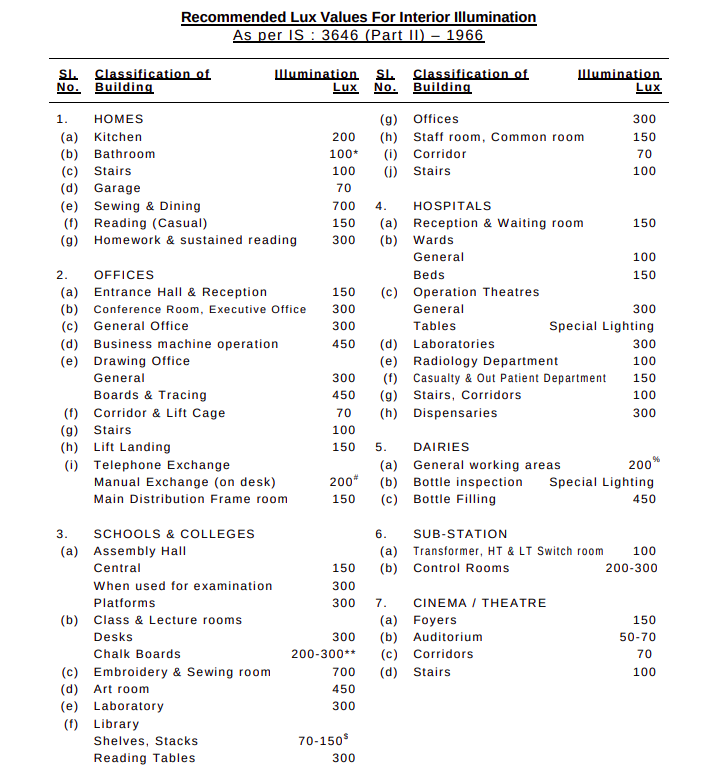 Recommended Lux Values For Interior Illumination
As per IS : 3646 (Part II) – 1966
Sl. No. Classification of Building Illumination Lux
1. HOMES
(a) Kitchen 200
(b) Bathroom 100*
(c) Stairs 100
(d) Garage 70
(e) Sewing & Dining 700
(f) Reading (Casual) 150
(g) Homework & sustained reading 300
2. OFFICES
(a) Entrance Hall & Reception 150
(b) Conference Room, Executive Office 300
(c) General Office 300
(d) Business machine operation 450
(e) Drawing Office
General 300
Boards & Tracing 450
(f) Corridor & Lift Cage 70
(g) Stairs 100
(h) Lift Landing 150
(i) Telephone Exchange
Manual Exchange (on desk) 200#
Main Distribution Frame room 150
3. SCHOOLS & COLLEGES
(a) Assembly Hall
Central 150
When used for examination 300
Platforms 300
(b) Class & Lecture rooms
Desks 300
Chalk Boards 200-300**
(c) Embroidery & Sewing room 700
(d) Art room 450
(e) Laboratory 300
(f) Library
Shelves, Stacks 70-150$
Reading Tables 300
Sl. No. Classification of Building Illumination Lux
(g) Offices 300
(h) Staff room, Common room 150
(i) Corridor 70
(j) Stairs 100
4. HOSPITALS
(a) Reception & Waiting room 150
(b) Wards
General 100
Beds 150
(c) Operation Theatres
General 300
Tables Special Lighting
(d) Laboratories 300
(e) Radiology Department 100
(f) Casualty & Out Patient Department 150
(g) Stairs, Corridors 100
(h) Dispensaries 300
5. DAIRIES
(a) General working areas 200%
(b) Bottle inspection Special Lighting
(c) Bottle Filling 450
6. SUB-STATION
(a) Transformer, HT & LT Switch room 100
(b) Control Rooms 200-300
7. CINEMA / THEATRE
(a) Foyers 150
(b) Auditorium 50-70
(c) Corridors 70
(d) Stairs 100